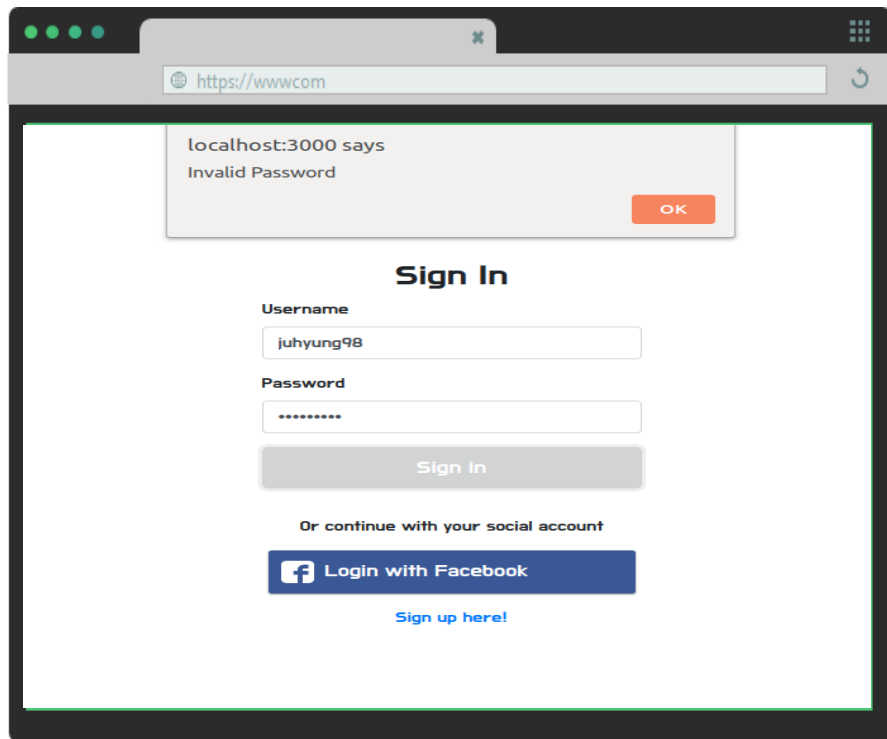 https://wwwcom
localhost:3000 says
Invalid Password
OK
Sign In
Username
juhyung98
Password
•••••••••
Sign in
Or continue with your social account
f Login with Facebook
Sign up here!